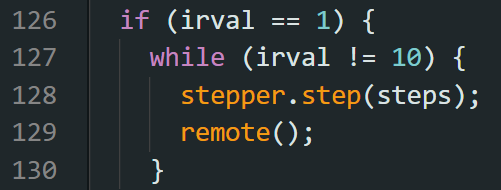 126 if (irval == 1) {
127 while (irval != 10) {
128 stepper.step(steps);
129 remote();
130 }